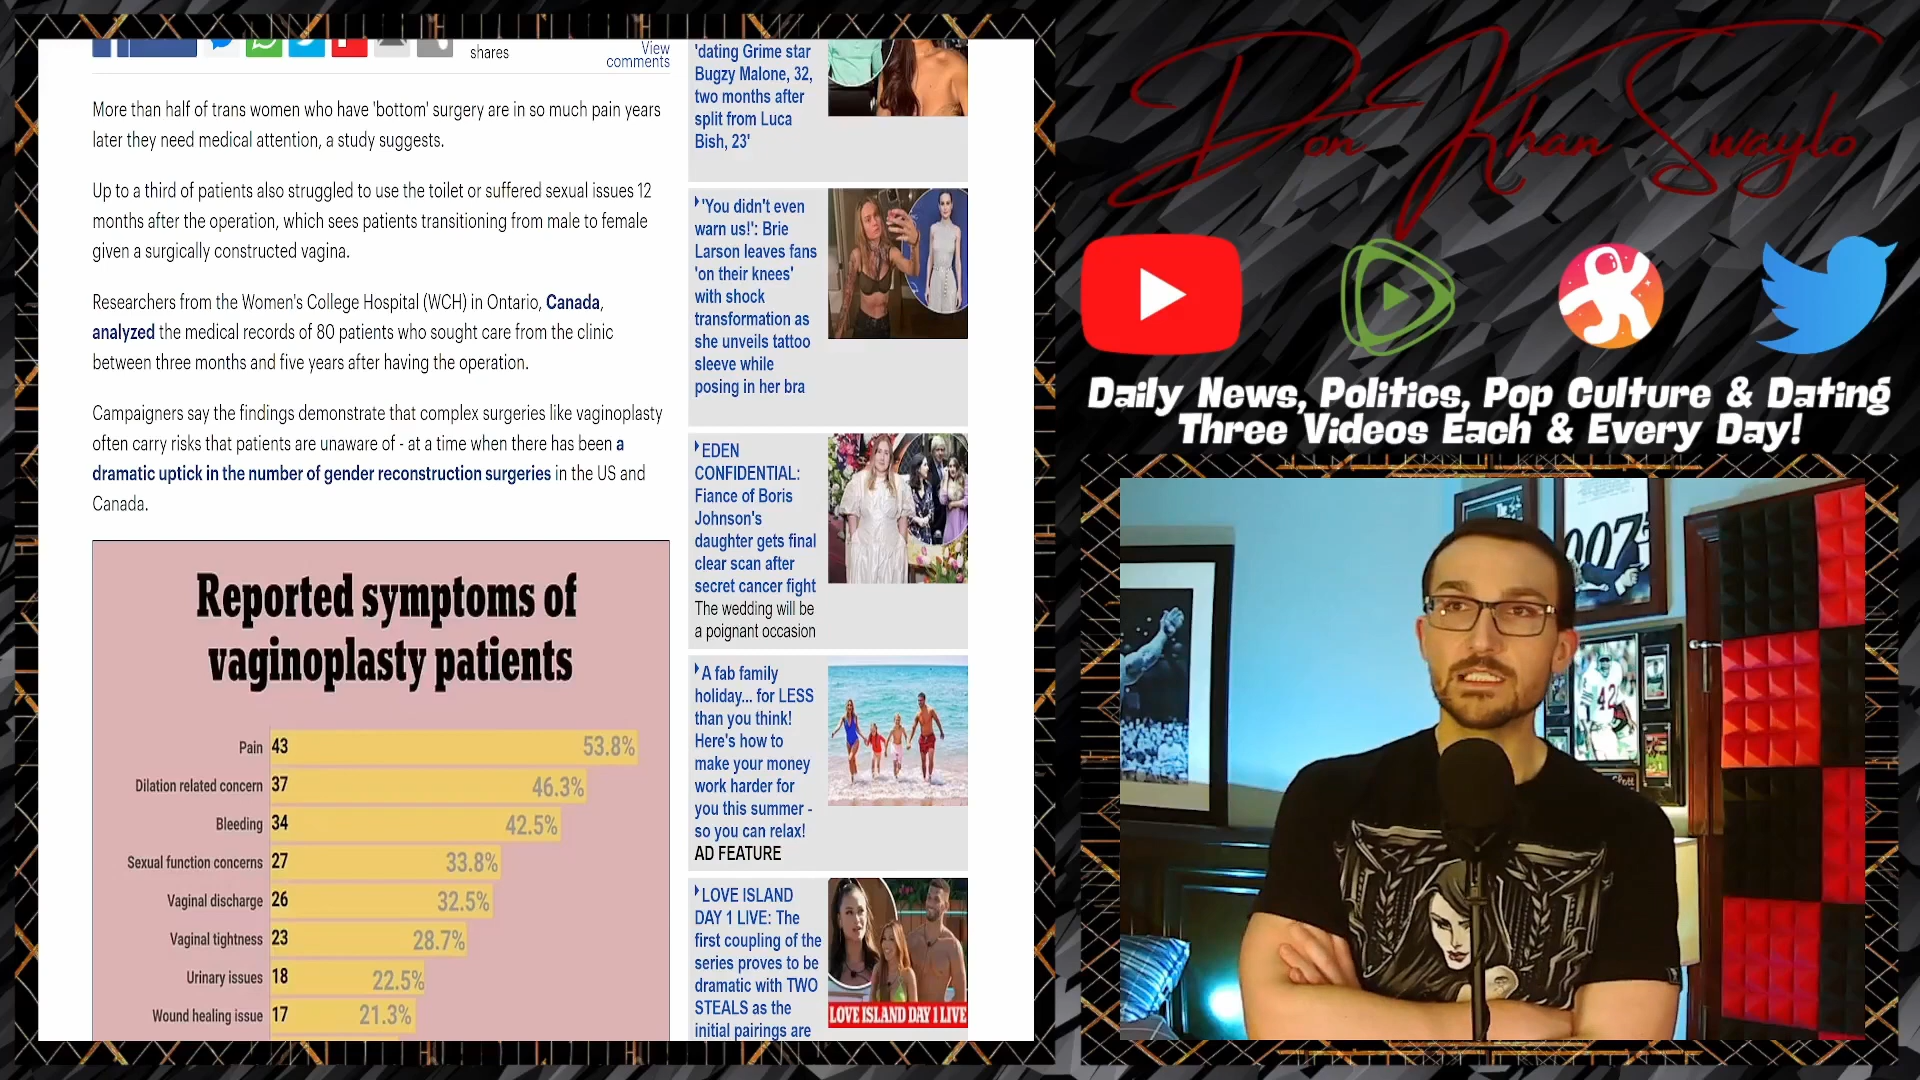 shares
View
comments
More than half of trans women who have 'bottom' surgery are in so much pain years
later they need medical attention, a study suggests.
Up to a third of patients also struggled to use the toilet or suffered sexual issues 12
months after the operation, which sees patients transitioning from male to female
given a surgically constructed vagina.
Researchers from the Women's College Hospital (WCH) in Ontario, Canada,
analyzed the medical records of 80 patients who sought care from the clinic
between three months and five years after having the operation.
Campaigners say the findings demonstrate that complex surgeries like vaginoplasty
often carry risks that patients are unaware of - at a time when there has been a
dramatic uptick in the number of gender reconstruction surgeries in the US and
Canada.
Reported symptoms of
vaginoplasty patients
Pain 43 53.8%
Dilation related concern 37 46.3%
Bleeding 34 42.5%
Sexual function concerns 27 33.8%
Vaginal discharge 26 32.5%
Vaginal tightness 23 28.7%
Urinary issues 18 22.5%
Wound healing issue 17 21.3%
'dating Grime star
Bugzy Malone, 32,
two months after
split from Luca
Bish, 23'
'You didn't even
warn us!': Brie
Larson leaves fans
'on their knees'
with shock
transformation as
she unveils tattoo
sleeve while
posing in her bra
EDEN
CONFIDENTIAL:
Fiance of Boris
Johnson's
daughter gets final
clear scan after
secret cancer fight
The wedding will be
a poignant occasion
A fab family
holiday... for LESS
than you think!
Here's how to
make your money
work harder for
you this summer -
so you can relax!
AD FEATURE
LOVE ISLAND
DAY 1 LIVE: The
first coupling of the
series proves to be
dramatic with TWO
STEALS as the
initial pairings are
LOVE ISLAND DAY 1 LIVE
Don Khan Swaylo
Daily News, Politics, Pop Culture & Dating
Three Videos Each & Every Day!
007
42